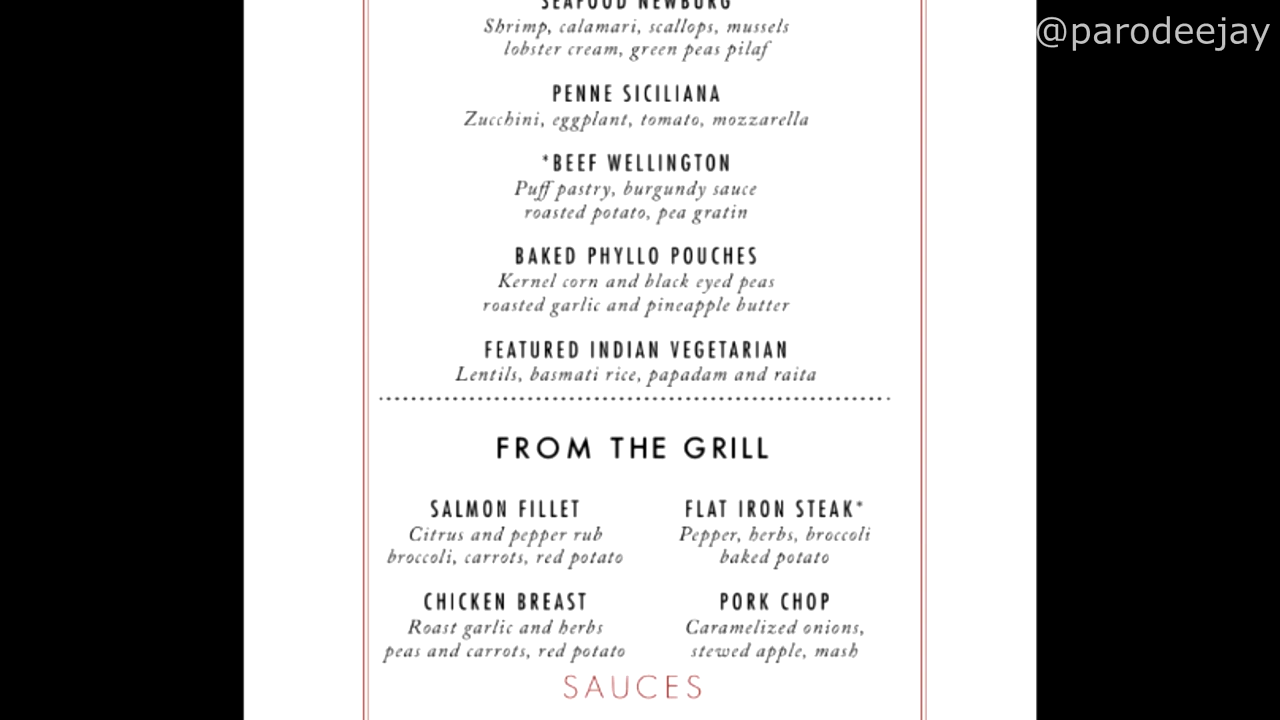 SEAFOOD NEWBURG
Shrimp, calamari, scallops, mussels
lobster cream, green peas pilaf
@parodeejay
PENNE SICILIANA
Zucchini, eggplant, tomato, mozzarella
*BEEF WELLINGTON
Puff pastry, burgundy sauce
roasted potato, pea gratin
BAKED PHYLLO POUCHES
Kernel corn and black eyed peas
roasted garlic and pineapple butter
FEATURED INDIAN VEGETARIAN
Lentils, basmati rice, papadam and raita
FROM THE GRILL
SALMON FILLET
Citrus and pepper rub
broccoli, carrots, red potato
FLAT IRON STEAK*
Pepper, herbs, broccoli
baked potato
CHICKEN BREAST
Roast garlic and herbs
peas and carrots, red potato
PORK CHOP
Caramelized onions,
stewed apple, mash
SAUCES